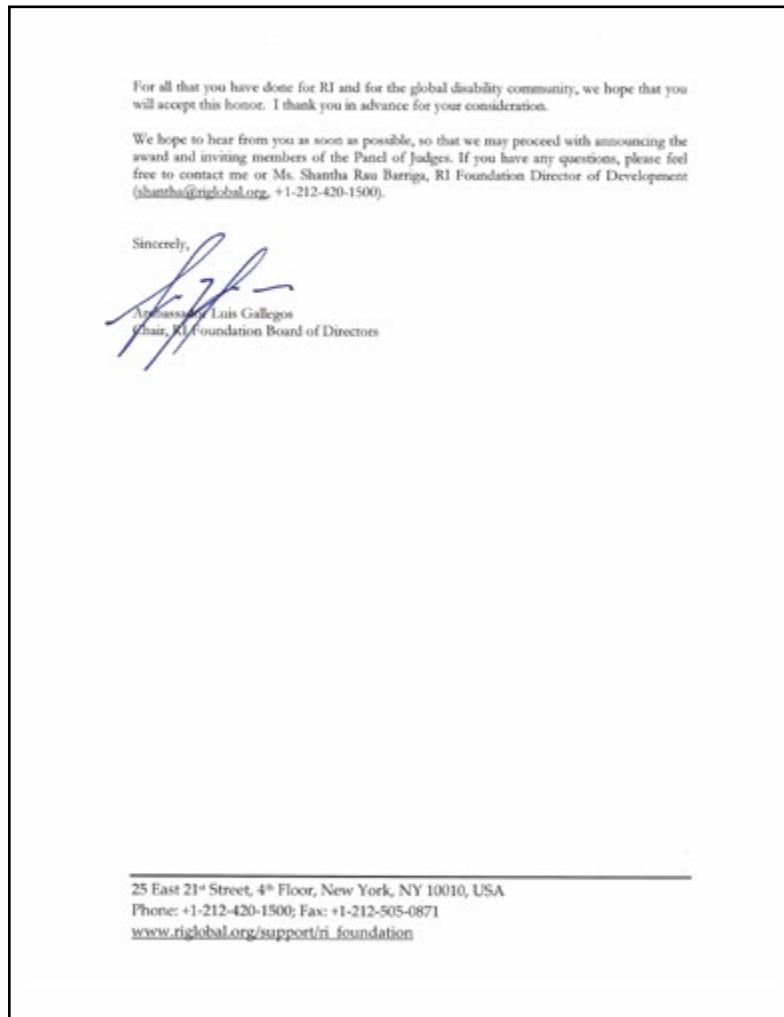 For all that you have done for RI and for the global disability community, we hope that you
will accept this honor. I thank you in advance for your consideration.
We hope to hear from you as soon as possible, so that we may proceed with announcing the
award and inviting members of the Panel of Judges. If you have any questions, please feel
free to contact me or Ms. Shantha Rau Barriga, RI Foundation Director of Development
(shantha@riglobal.org, +1-212-420-1500).
Sincerely,
Ambassador Luis Gallegos
Chair, RI Foundation Board of Directors
25 East 21st Street, 4th Floor, New York, NY 10010, USA
Phone: +1-212-420-1500; Fax: +1-212-505-0871
www.riglobal.org/support/ri_foundation